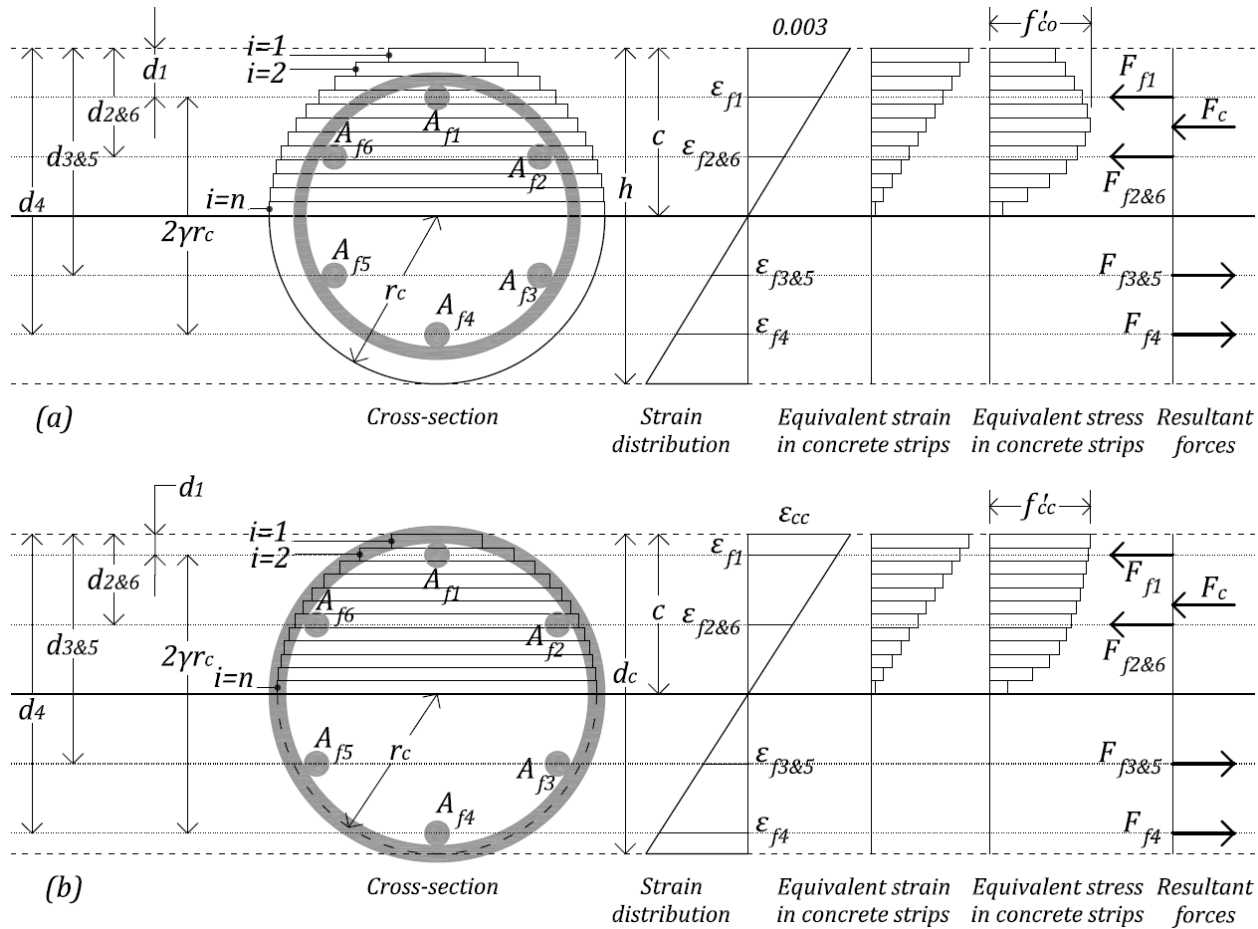 0.003
f'co
i=1
i=2
d1
d2&6
d3&5
d4
2γrc
i=n
Af1
Af6
Af2
Af5
Af3
Af4
rc
h
c
εf1
εf2&6
εf3&5
εf4
Ff1
Fc
Ff2&6
Ff3&5
Ff4
(a)
Cross-section
Strain
distribution
Equivalent strain
in concrete strips
Equivalent stress
in concrete strips
Resultant
forces
d1
εcc
f'cc
i=1
i=2
d2&6
d3&5
d4
2γrc
i=n
Af1
Af6
Af2
Af5
Af3
Af4
rc
dc
c
εf1
εf2&6
εf3&5
εf4
Ff1
Fc
Ff2&6
Ff3&5
Ff4
(b)
Cross-section
Strain
distribution
Equivalent strain
in concrete strips
Equivalent stress
in concrete strips
Resultant
forces